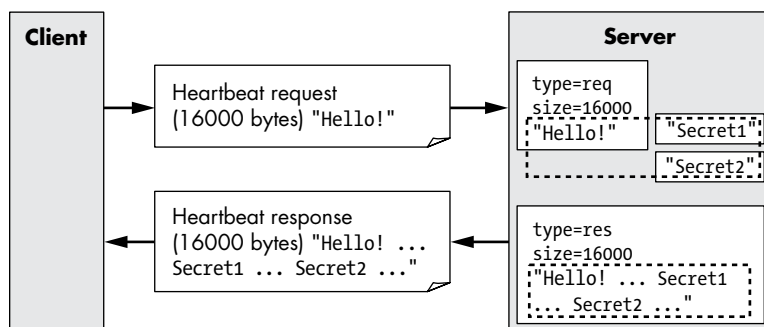 Client
Server
Heartbeat request
(16000 bytes) "Hello!"
type=req
size=16000
"Hello!"
"Secret1"
"Secret2"
Heartbeat response
(16000 bytes) "Hello! ...
Secret1 ... Secret2 ..."
type=res
size=16000
"Hello! ... Secret1
... Secret2 ..."